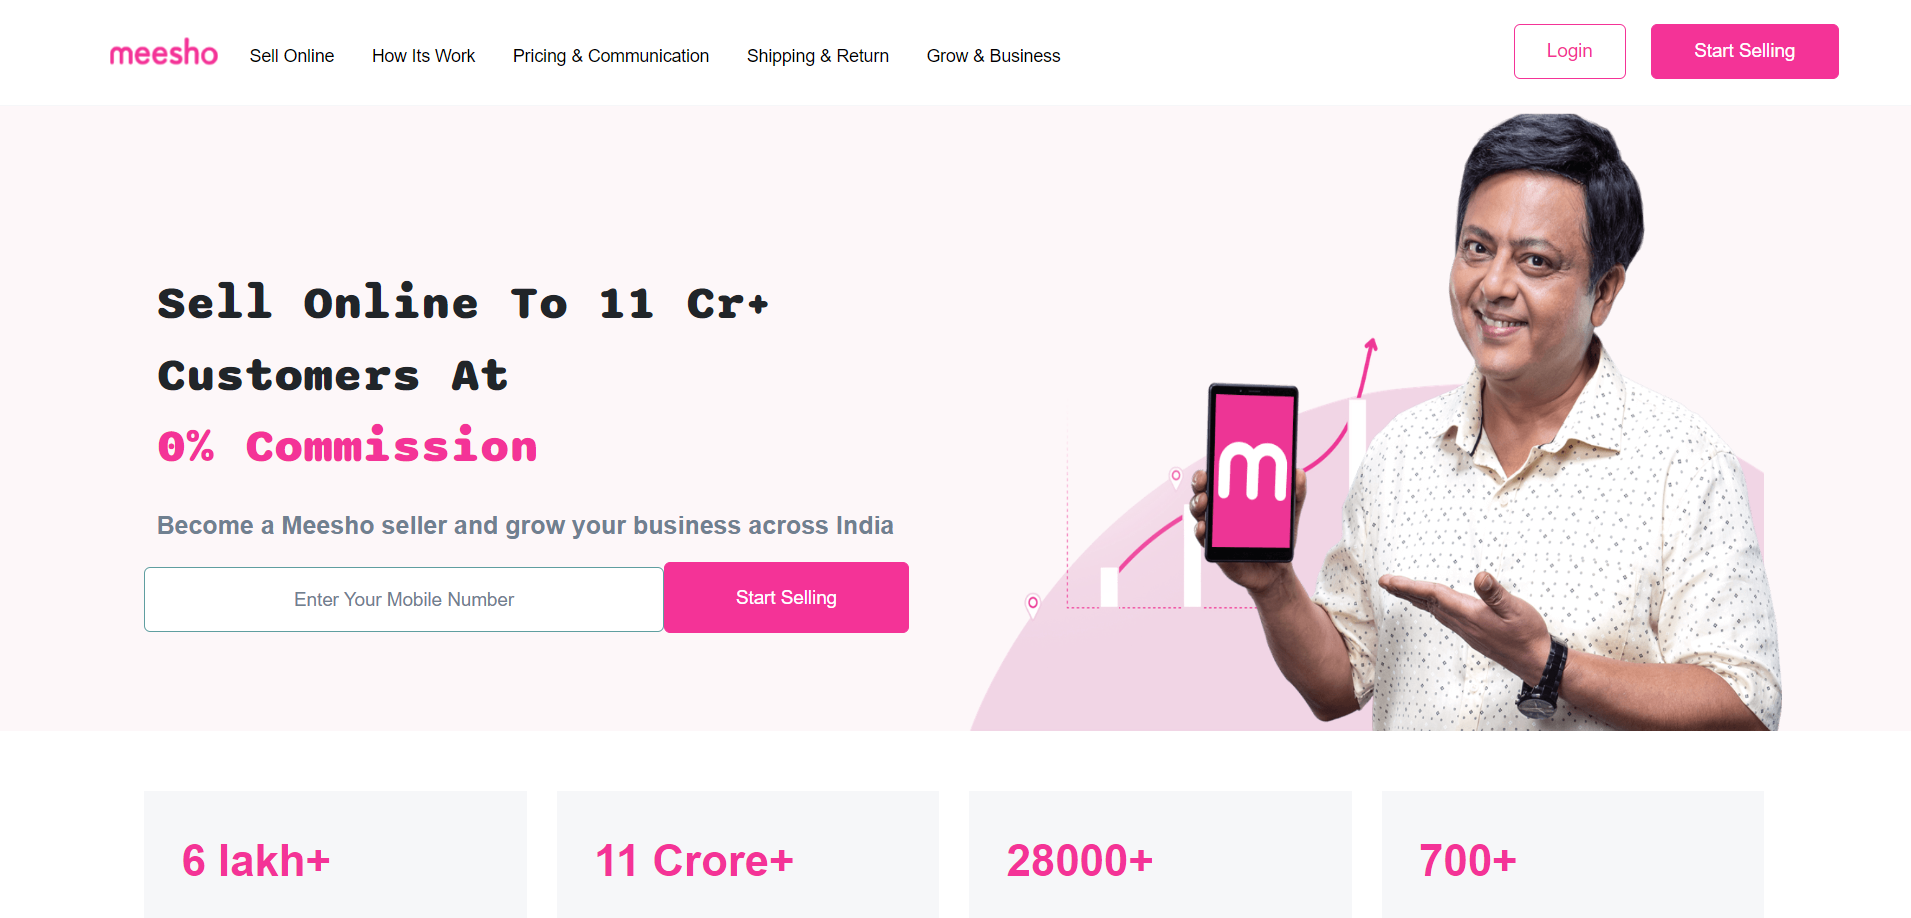 meesho
Sell Online
How Its Work
Pricing & Communication
Shipping & Return
Grow & Business
Login
Start Selling
Sell Online To 11 Cr+
Customers At
0% Commission
Become a Meesho seller and grow your business across India
Enter Your Mobile Number
Start Selling
m
6 lakh+
11 Crore+
28000+
700+